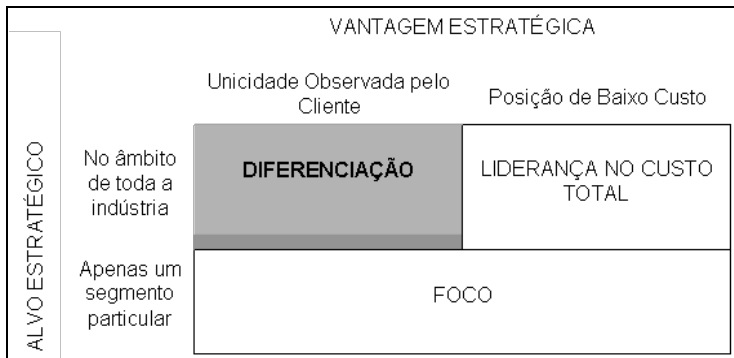 VANTAGEM ESTRATÉGICA
Unicidade Observada pelo
Cliente
Posição de Baixo Custo
ALVO ESTRATÉGICO
No âmbito
de toda a
indústria
DIFERENCIAÇÃO
LIDERANÇA NO CUSTO
TOTAL
Apenas um
segmento
particular
FOCO